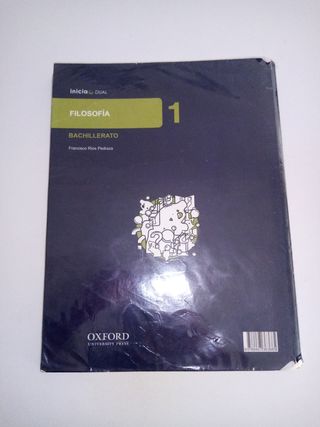 inicia DUAL
FILOSOFÍA
1
BACHILLERATO
Francisco Ríos Pedraza
OXFORD
UNIVERSITY PRESS